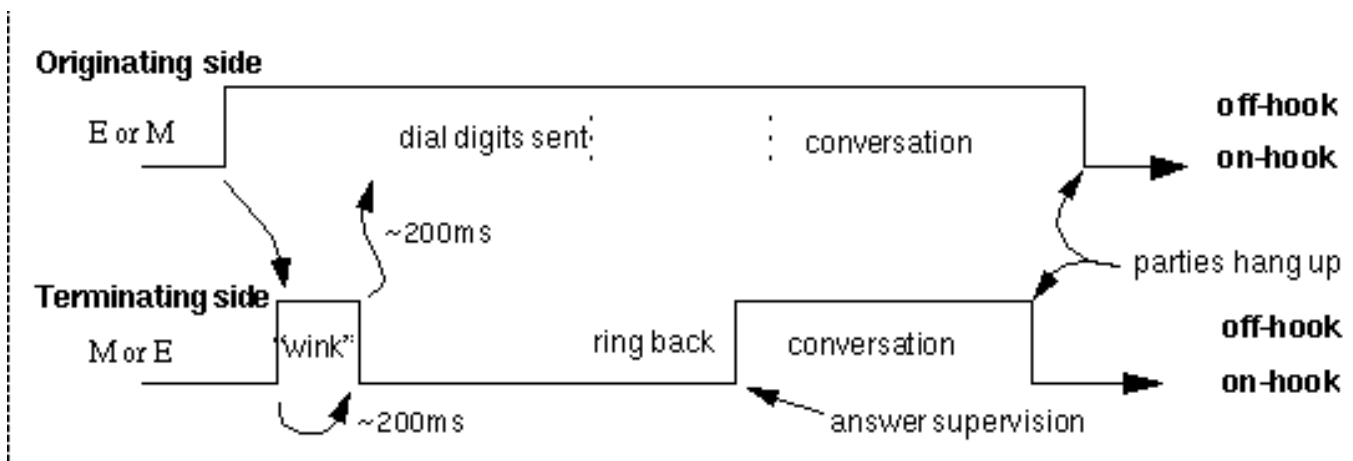 Originating side
off-hook
E or M
dial digits sent
conversation
on-hook
~200ms
parties hang up
Terminating side
off-hook
M or E
"wink"
ring back
conversation
on-hook
~200ms
answer supervision